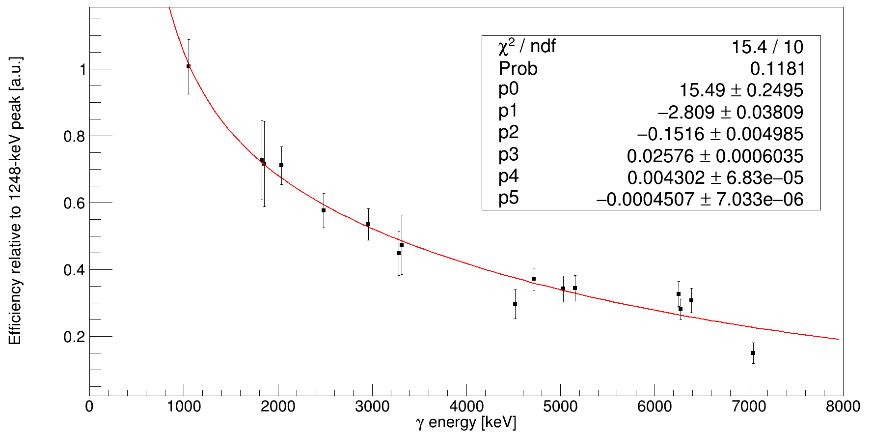 Efficiency relative to 1248-keV peak [a.u.]
1
0.8
0.6
0.4
0.2
χ² / ndf 15.4 / 10
Prob 0.1181
p0 15.49 ± 0.2495
p1 −2.809 ± 0.03809
p2 −0.1516 ± 0.004985
p3 0.02576 ± 0.0006035
p4 0.004302 ± 6.83e−05
p5 −0.0004507 ± 7.033e−06
0 1000 2000 3000 4000 5000 6000 7000 8000
γ energy [keV]